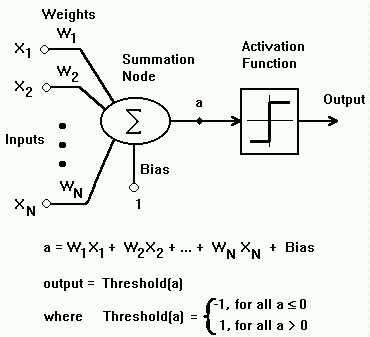 Weights
W1
X1
Summation
Node
Activation
Function
W2
X2
a
Output
Σ
Inputs
Bias
WN
XN
1
a = W1X1 + W2X2 + ... + WN XN + Bias
output = Threshold(a)
where Threshold(a) = { -1, for all a ≤ 0
1, for all a > 0